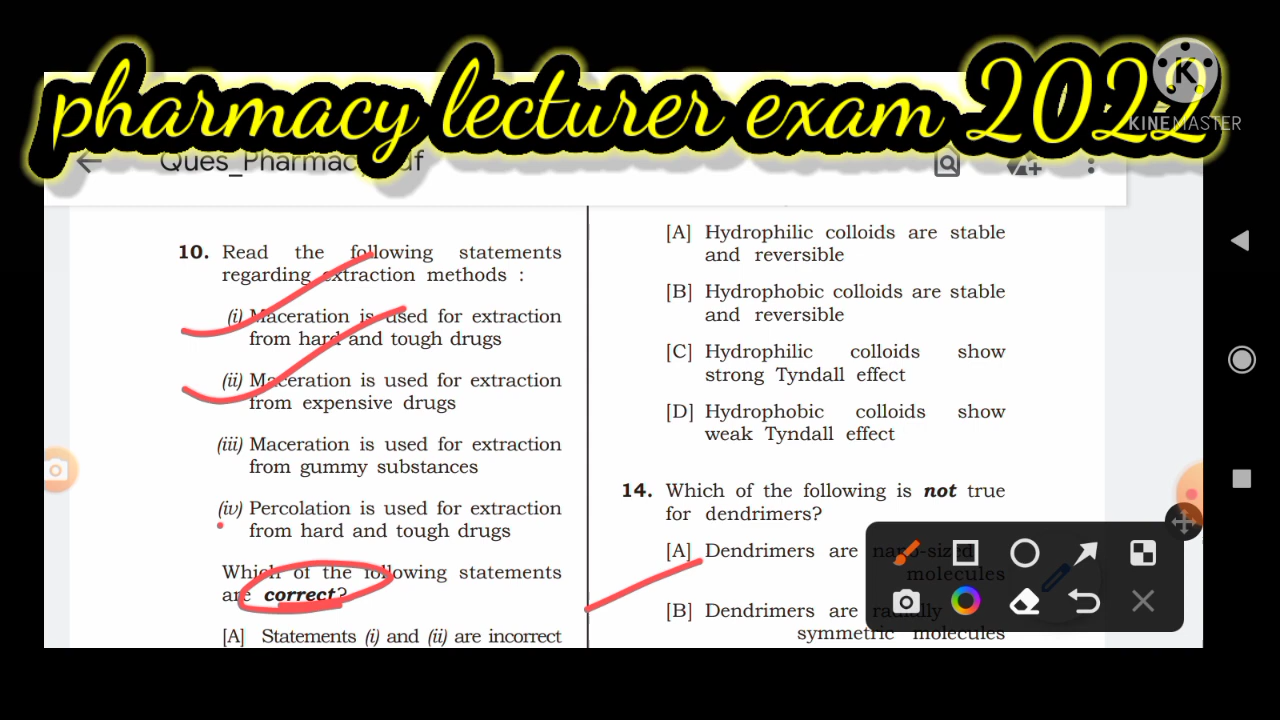 pharmacy lecturer exam 2022
KINEMASTER
10. Read the following statements
regarding extraction methods :
(i) Maceration is used for extraction
from hard and tough drugs
(ii) Maceration is used for extraction
from expensive drugs
(iii) Maceration is used for extraction
from gummy substances
(iv) Percolation is used for extraction
from hard and tough drugs
Which of the following statements
are correct?
[A] Statements (i) and (ii) are incorrect
[A] Hydrophilic colloids are stable
and reversible
[B] Hydrophobic colloids are stable
and reversible
[C] Hydrophilic colloids show
strong Tyndall effect
[D] Hydrophobic colloids show
weak Tyndall effect
14. Which of the following is not true
for dendrimers?
[A] Dendrimers are nano-sized
molecules
[B] Dendrimers are radially
symmetric molecules